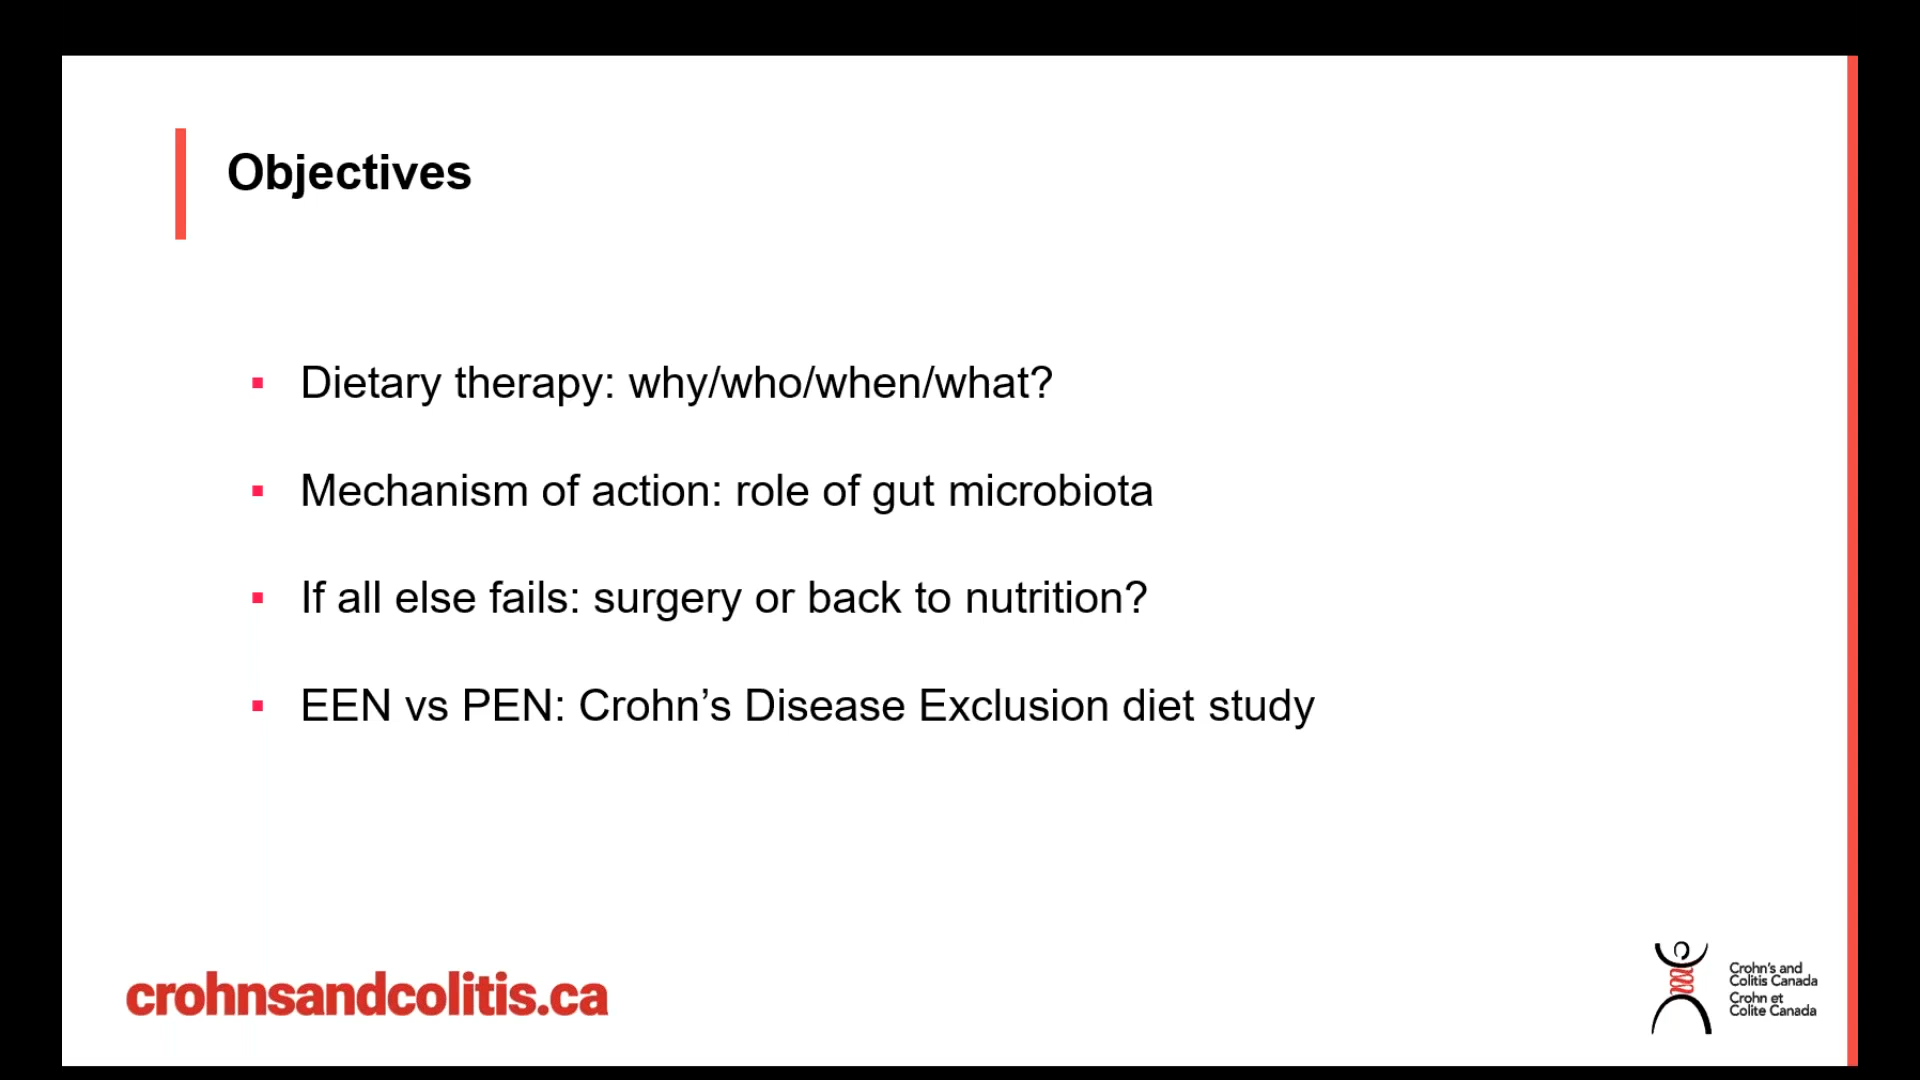 Objectives
▪ Dietary therapy: why/who/when/what?
▪ Mechanism of action: role of gut microbiota
▪ If all else fails: surgery or back to nutrition?
▪ EEN vs PEN: Crohn’s Disease Exclusion diet study
crohnsandcolitis.ca
Crohn's and
Colitis Canada
Crohn et
Colite Canada